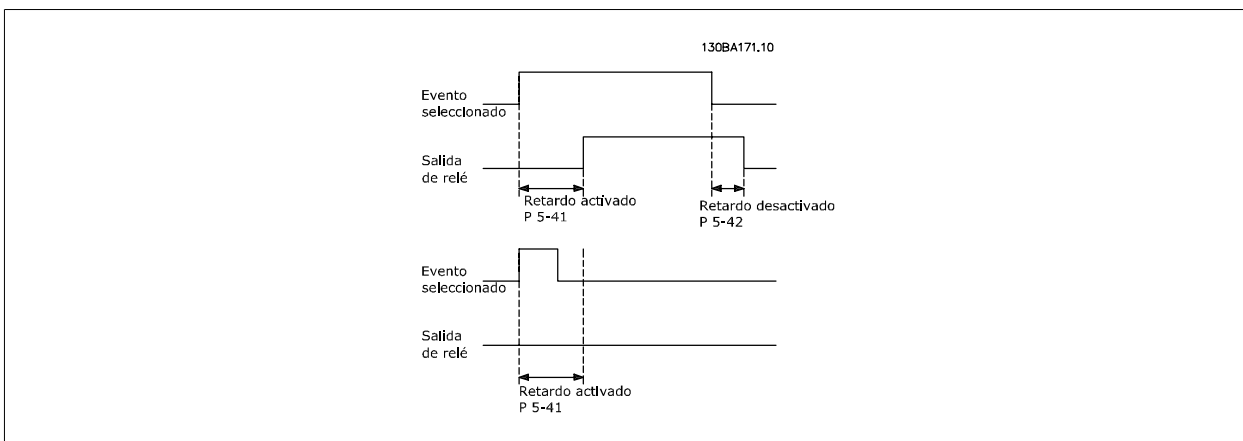 130BA171.10
Evento
seleccionado
Salida
de relé
Retardo activado
P 5-41
Retardo desactivado
P 5-42
Evento
seleccionado
Salida
de relé
Retardo activado
P 5-41